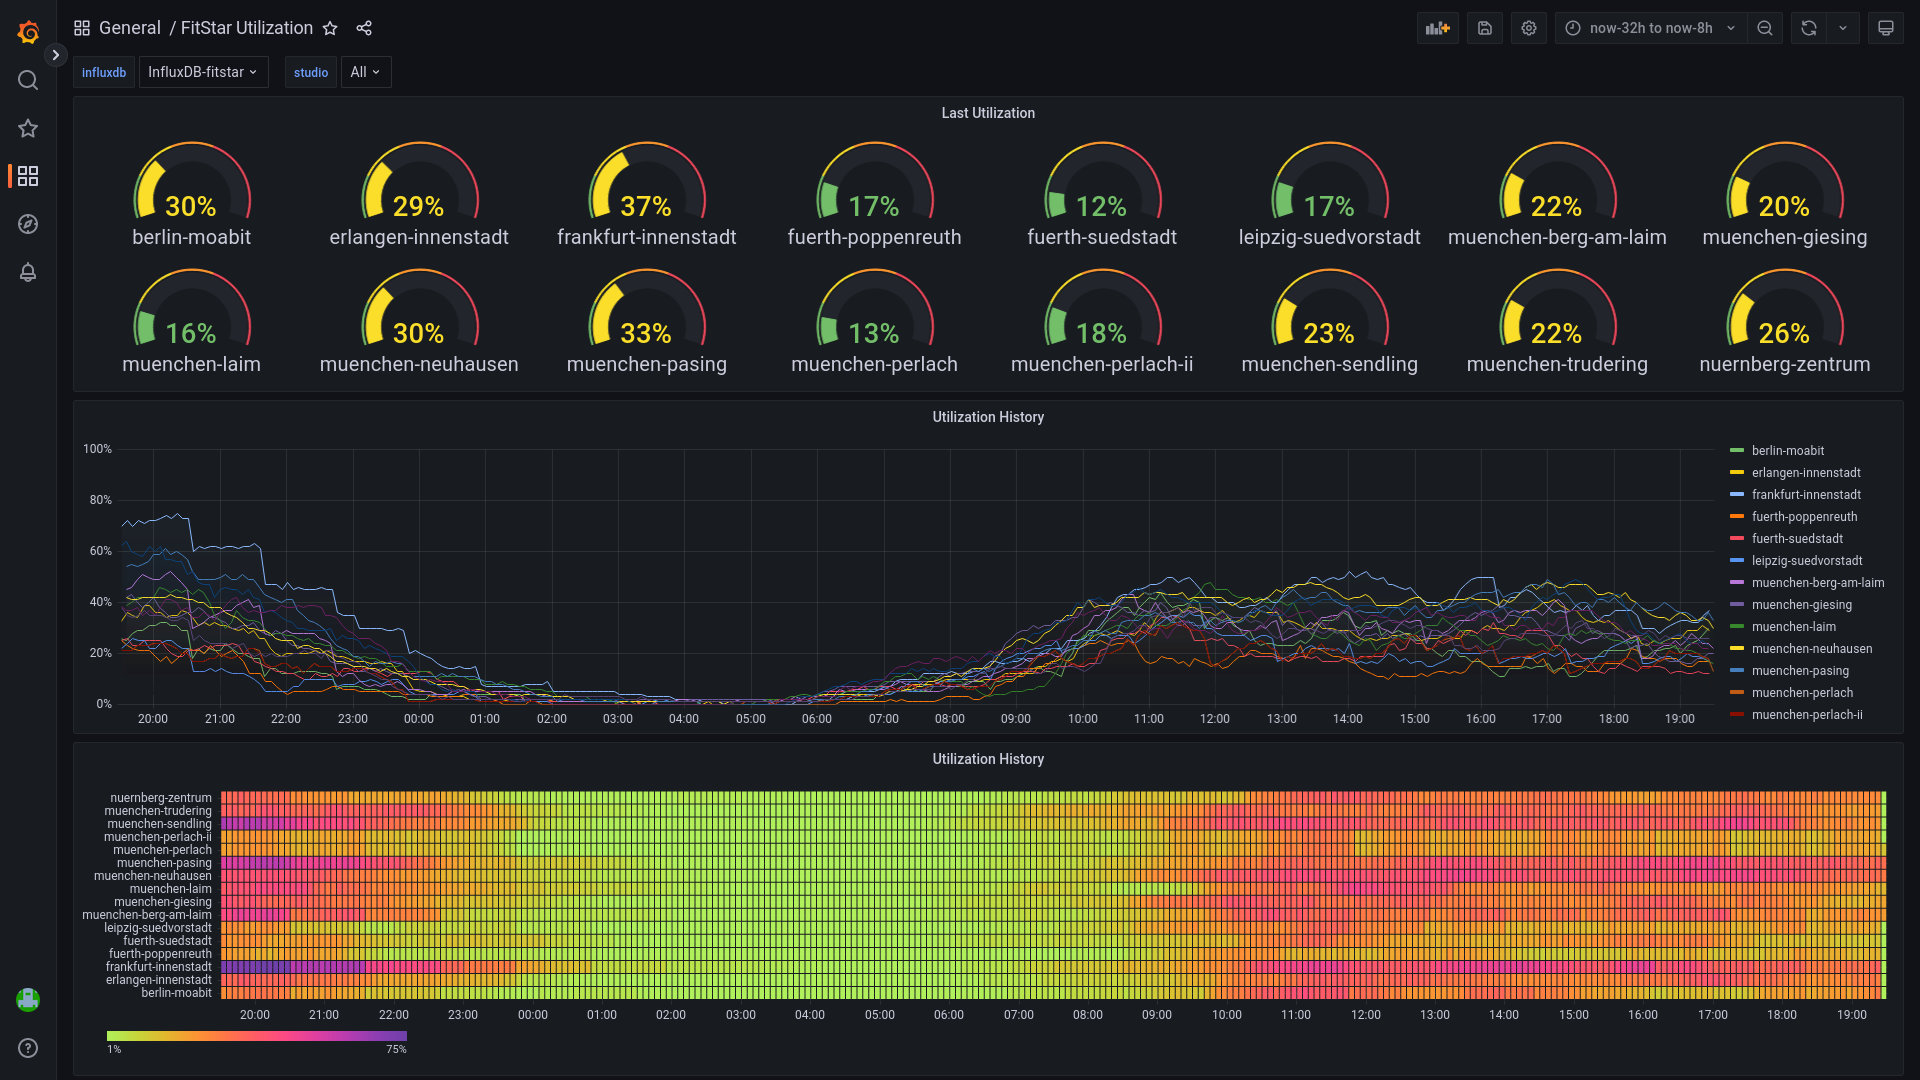 General / FitStar Utilization
now-32h to now-8h
influxdb InfluxDB-fitstar studio All
Last Utilization
30% 29% 37% 17% 12% 17% 22% 20%
berlin-moabit erlangen-innenstadt frankfurt-innenstadt fuerth-poppenreuth fuerth-suedstadt leipzig-suedvorstadt muenchen-berg-am-laim muenchen-giesing
16% 30% 33% 13% 18% 23% 22% 26%
muenchen-laim muenchen-neuhausen muenchen-pasing muenchen-perlach muenchen-perlach-ii muenchen-sendling muenchen-trudering nuernberg-zentrum
Utilization History
100%
80%
60%
40%
20%
0%
20:00 21:00 22:00 23:00 00:00 01:00 02:00 03:00 04:00 05:00 06:00 07:00 08:00 09:00 10:00 11:00 12:00 13:00 14:00 15:00 16:00 17:00 18:00 19:00
berlin-moabit
erlangen-innenstadt
frankfurt-innenstadt
fuerth-poppenreuth
fuerth-suedstadt
leipzig-suedvorstadt
muenchen-berg-am-laim
muenchen-giesing
muenchen-laim
muenchen-neuhausen
muenchen-pasing
muenchen-perlach
muenchen-perlach-ii
Utilization History
nuernberg-zentrum
muenchen-trudering
muenchen-sendling
muenchen-perlach-ii
muenchen-perlach
muenchen-pasing
muenchen-neuhausen
muenchen-laim
muenchen-giesing
muenchen-berg-am-laim
leipzig-suedvorstadt
fuerth-suedstadt
fuerth-poppenreuth
frankfurt-innenstadt
erlangen-innenstadt
berlin-moabit
20:00 21:00 22:00 23:00 00:00 01:00 02:00 03:00 04:00 05:00 06:00 07:00 08:00 09:00 10:00 11:00 12:00 13:00 14:00 15:00 16:00 17:00 18:00 19:00
1% 75%